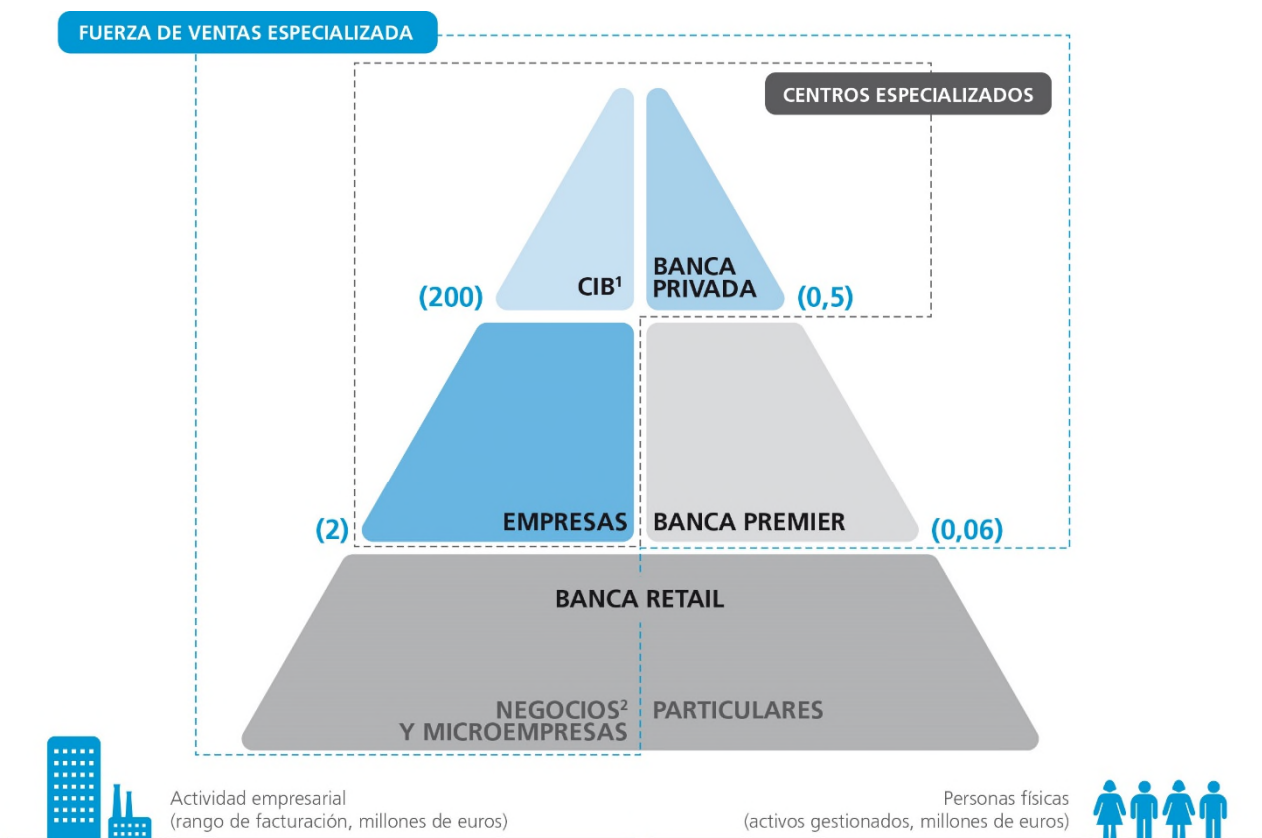 FUERZA DE VENTAS ESPECIALIZADA
CENTROS ESPECIALIZADOS
CIB¹
BANCA
PRIVADA
(200)
(0,5)
EMPRESAS
BANCA PREMIER
(2)
(0,06)
BANCA RETAIL
NEGOCIOS²
Y MICROEMPRESAS
PARTICULARES
Actividad empresarial
(rango de facturación, millones de euros)
Personas físicas
(activos gestionados, millones de euros)